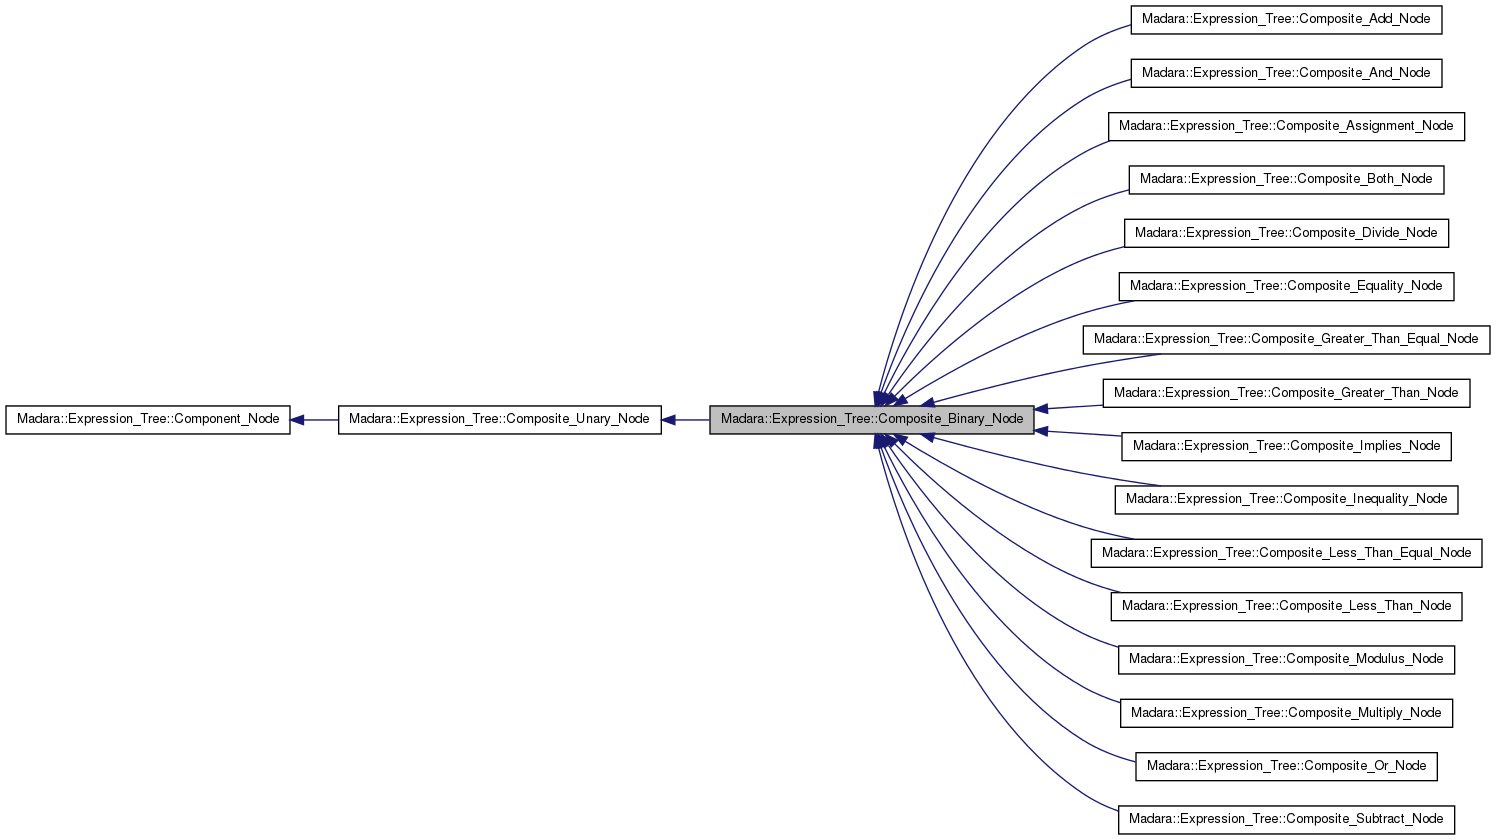 Madara::Expression_Tree::Component_Node
Madara::Expression_Tree::Composite_Unary_Node
Madara::Expression_Tree::Composite_Binary_Node
Madara::Expression_Tree::Composite_Add_Node
Madara::Expression_Tree::Composite_And_Node
Madara::Expression_Tree::Composite_Assignment_Node
Madara::Expression_Tree::Composite_Both_Node
Madara::Expression_Tree::Composite_Divide_Node
Madara::Expression_Tree::Composite_Equality_Node
Madara::Expression_Tree::Composite_Greater_Than_Equal_Node
Madara::Expression_Tree::Composite_Greater_Than_Node
Madara::Expression_Tree::Composite_Implies_Node
Madara::Expression_Tree::Composite_Inequality_Node
Madara::Expression_Tree::Composite_Less_Than_Equal_Node
Madara::Expression_Tree::Composite_Less_Than_Node
Madara::Expression_Tree::Composite_Modulus_Node
Madara::Expression_Tree::Composite_Multiply_Node
Madara::Expression_Tree::Composite_Or_Node
Madara::Expression_Tree::Composite_Subtract_Node